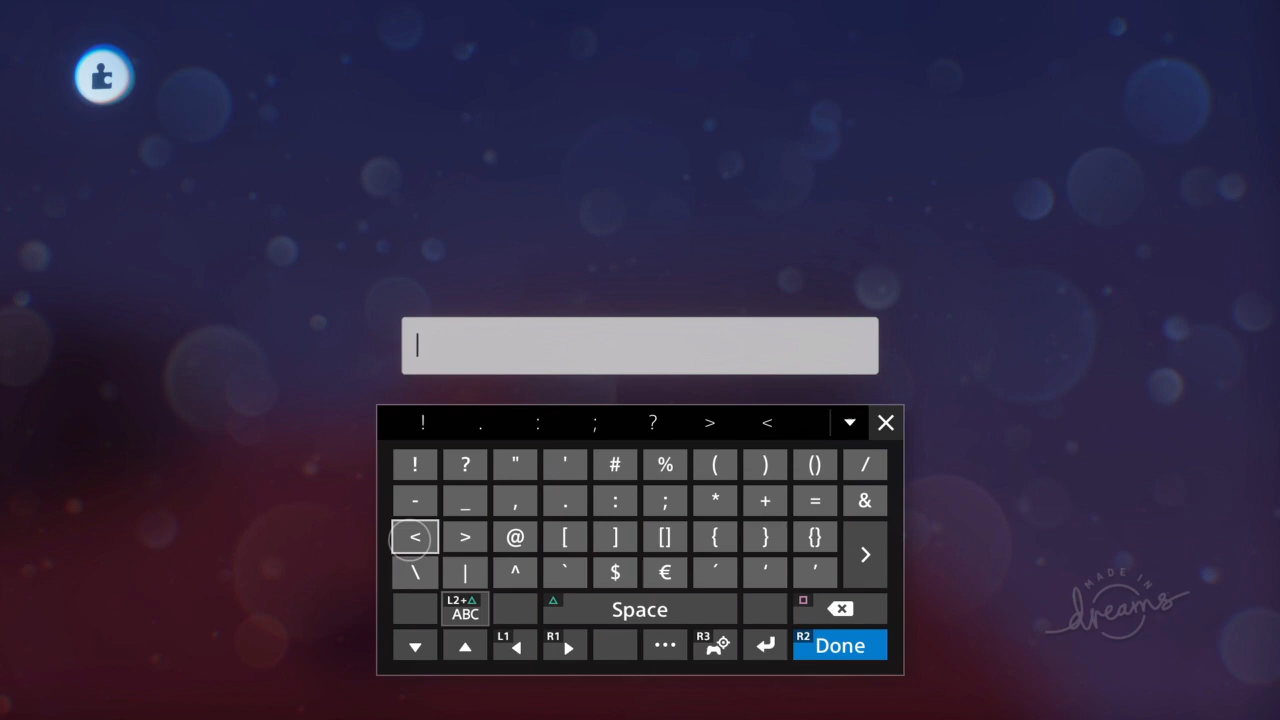 ! . : ; ? > <
! ? " ' # % ( ) () /
- _ , . : ; * + = &
< > @ [ ] [] { } {} >
\ | ^ ` $ € ´ ‘ ’
L2+△ ABC △ Space
L1 R1 ... R3 R2 Done
MADE IN
dreams